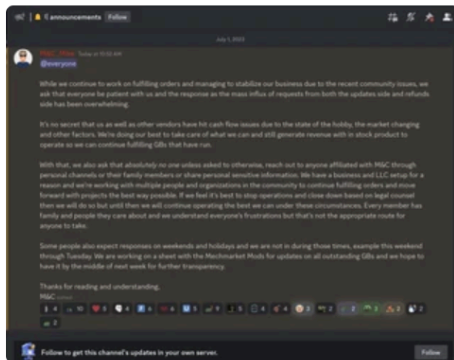 announcements Follow
July 1, 2022
Today at 10:50 AM
@everyone
While we continue to work on fulfilling orders and managing to stabilize our business due to the recent community issues, we
ask that everyone be patient with us and the response as the mass influx of requests from both the updates side and refunds
side has been overwhelming.
It's no secret that us as well as other vendors have hit cash flow issues due to the state of the hobby, the market changing
and other factors. We're doing our best to take care of what we can and still generate revenue with in stock product to
operate so we can continue fulfilling GBs that have run.
With that, we also ask that absolutely no one unless asked to otherwise, reach out to anyone affiliated with M&C through
personal channels or their family members or share personal sensitive information. We have a business and LLC setup for a
reason and we're working with multiple people and organizations in the community to continue fulfilling orders and move
forward with projects the best way possible. If we feel it's best to stop operations and close down based on legal counsel
then we will do so but until then we will continue operating the best we can under these circumstances. Every member has
family and people they care about and we understand everyone's frustrations but that's not the appropriate route for
anyone to take.
Some people also expect responses on weekends and holidays and we are not in during those times, example this weekend
through Tuesday. We are working on a sheet with the Mechmarket Mods for updates on all outstanding GBs and we hope to
have it by the middle of next week for further transparency.
Thanks for reading and understanding,
M&C (edited)
Follow to get this channel's updates in your own server. Follow